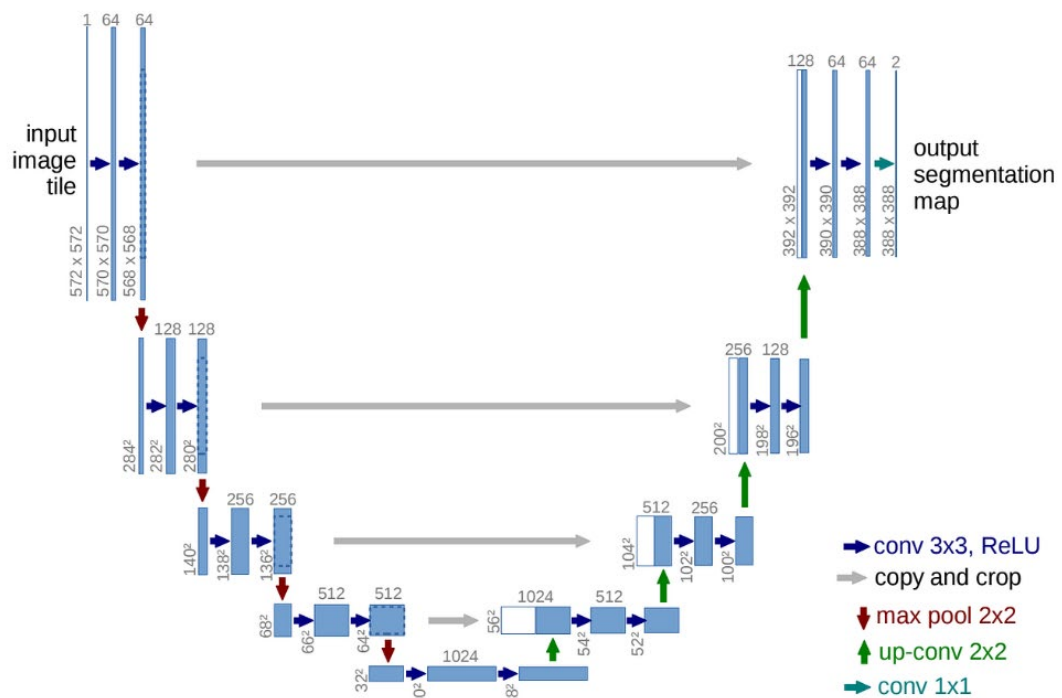 1
64
64
input
image
tile
572 x 572
570 x 570
568 x 568
128
64
64
2
output
segmentation
map
392 x 392
390 x 390
388 x 388
388 x 388
128
128
284²
282²
280²
256
128
200²
198²
196²
256
256
140²
138²
136²
512
256
104²
102²
100²
512
512
68²
66²
64²
1024
512
56²
54²
52²
1024
32²
0²
8²
conv 3x3, ReLU
copy and crop
max pool 2x2
up-conv 2x2
conv 1x1